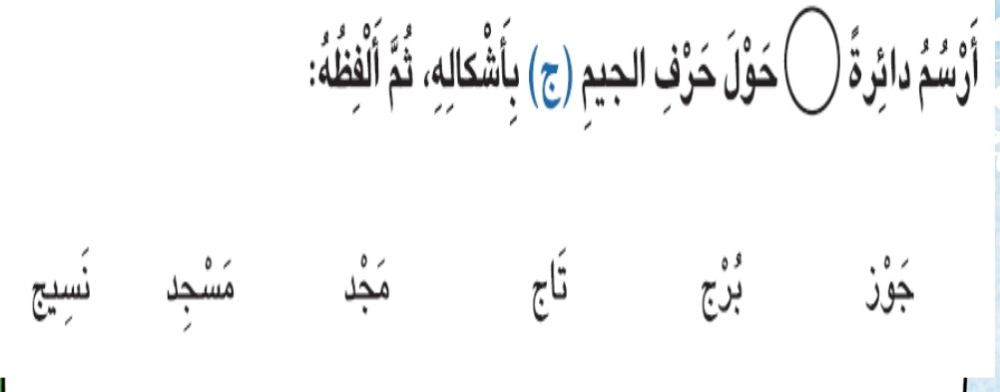 أَرْسُمُ دائِرةً حَوْلَ حَرْفِ الجيمِ (ج) بِأَشْكالِهِ، ثُمَّ أَلْفِظُهُ:
جَوْز بُرْج تَاج مَجْد مَسْجِد نَسِيج